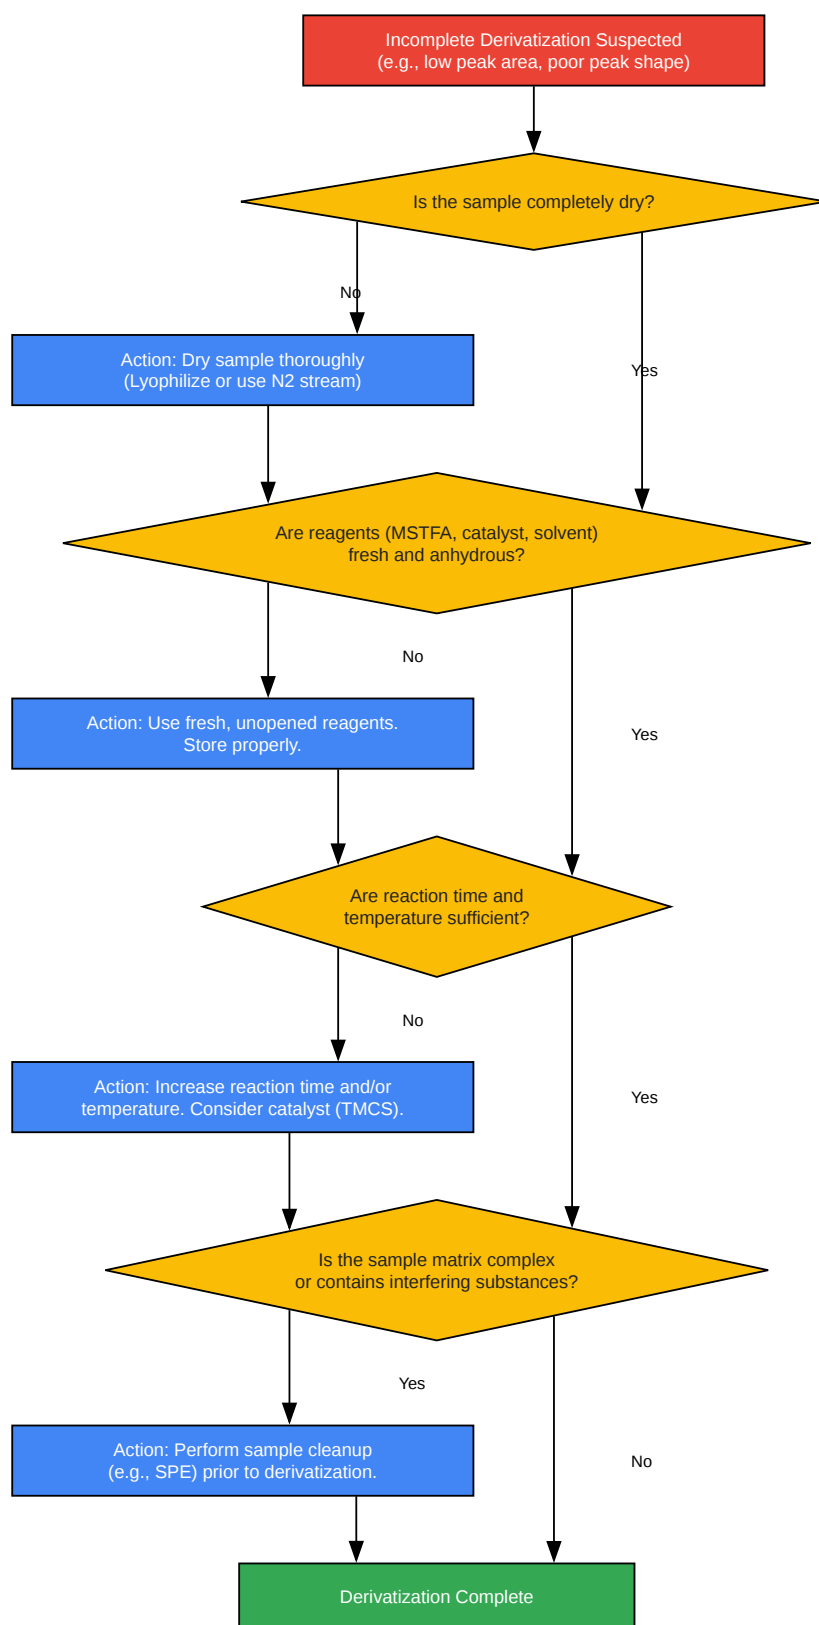 Incomplete Derivatization Suspected
(e.g., low peak area, poor peak shape)
Is the sample completely dry?
No
Action: Dry sample thoroughly
(Lyophilize or use N2 stream)
Yes
Are reagents (MSTFA, catalyst, solvent)
fresh and anhydrous?
No
Action: Use fresh, unopened reagents.
Store properly.
Yes
Are reaction time and
temperature sufficient?
No
Action: Increase reaction time and/or
temperature. Consider catalyst (TMCS).
Yes
Is the sample matrix complex
or contains interfering substances?
Yes
Action: Perform sample cleanup
(e.g., SPE) prior to derivatization.
No
Derivatization Complete